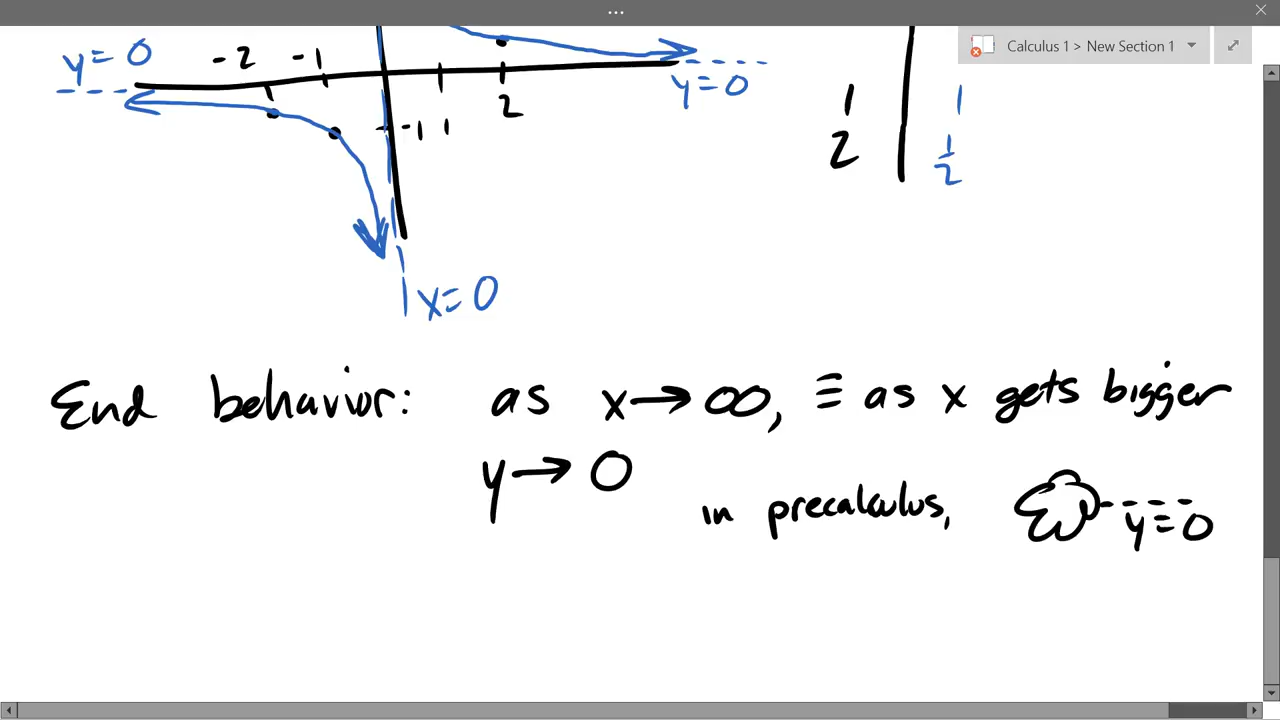 ...
Calculus 1 > New Section 1
y=0
-2 -1
y=0
1 1
2 1/2
-1 1 2
x=0
End behavior: as x→∞, ≡ as x gets bigger
y→0
in precalculus, y=0